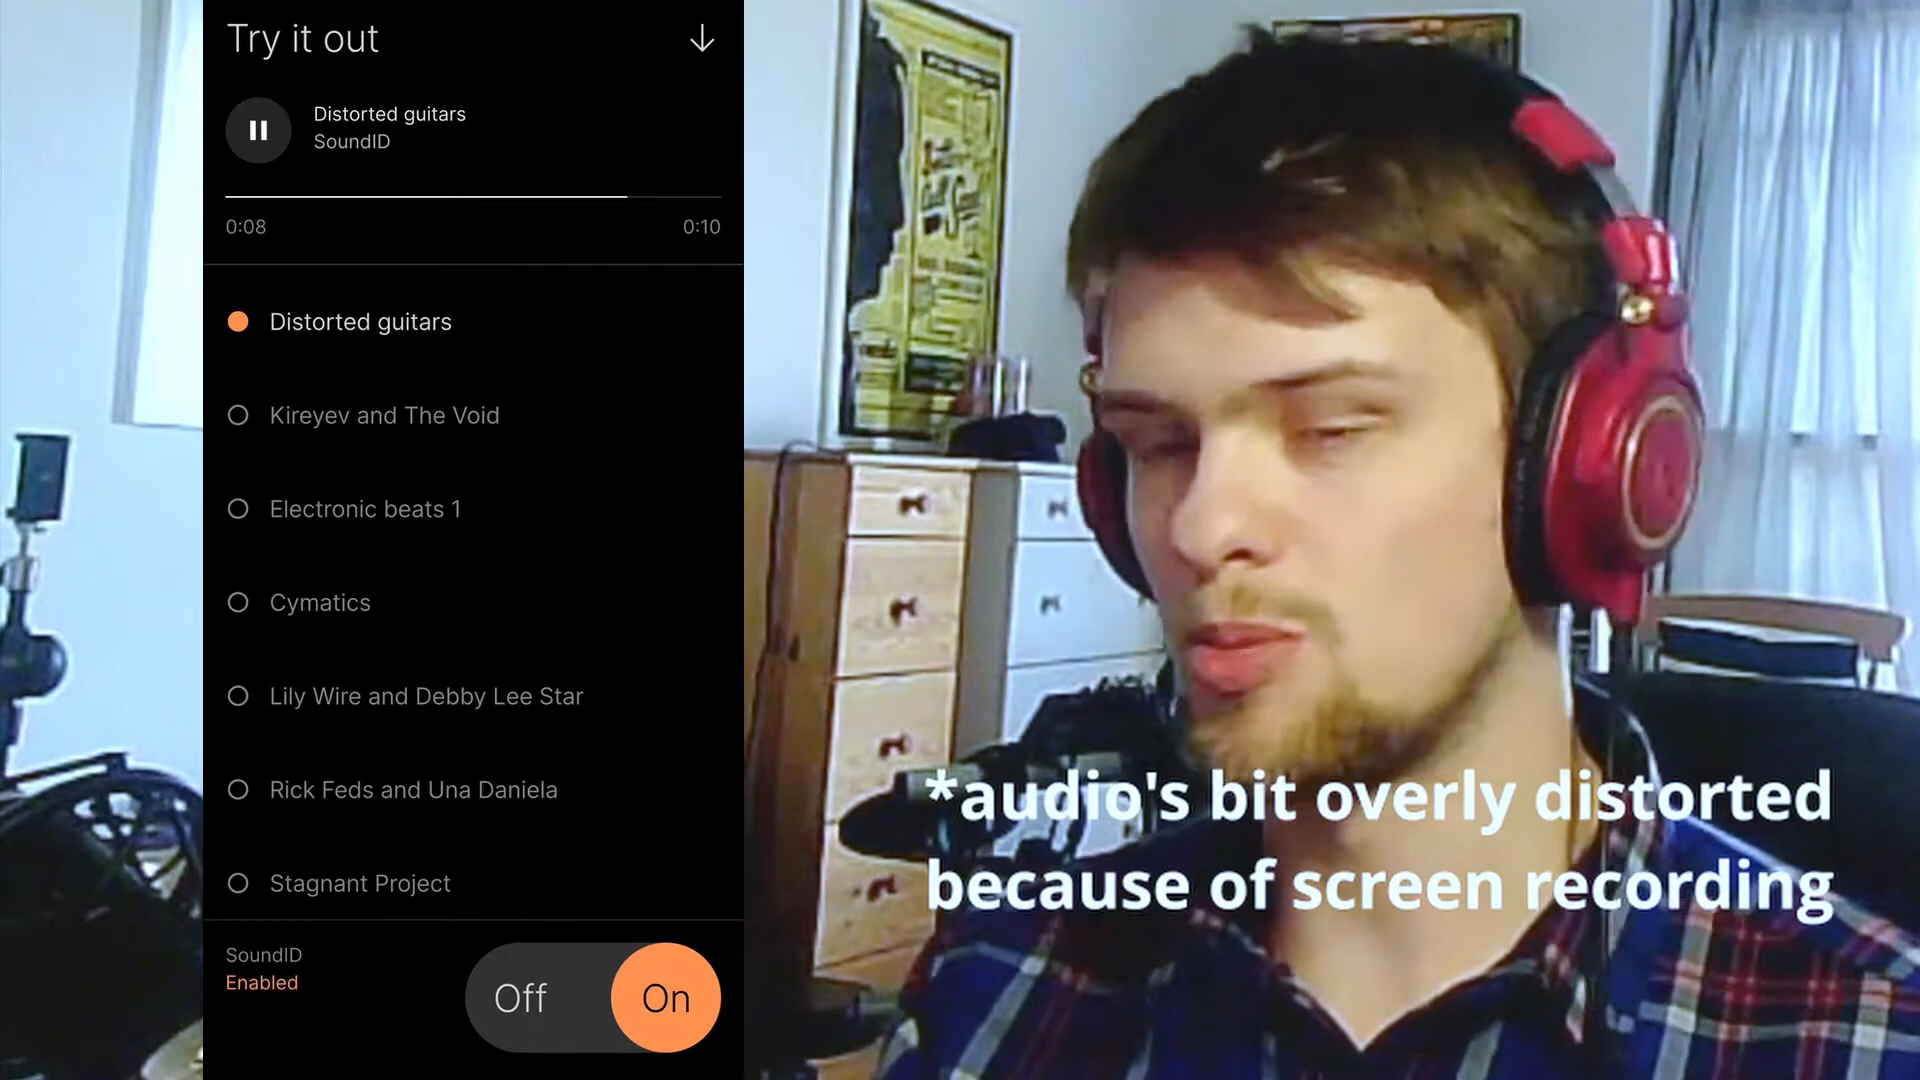 Try it out
Distorted guitars
SoundID
0:08
0:10
Distorted guitars
Kireyev and The Void
Electronic beats 1
Cymatics
Lily Wire and Debby Lee Star
Rick Feds and Una Daniela
Stagnant Project
SoundID
Enabled
Off
On
*audio's bit overly distorted
because of screen recording